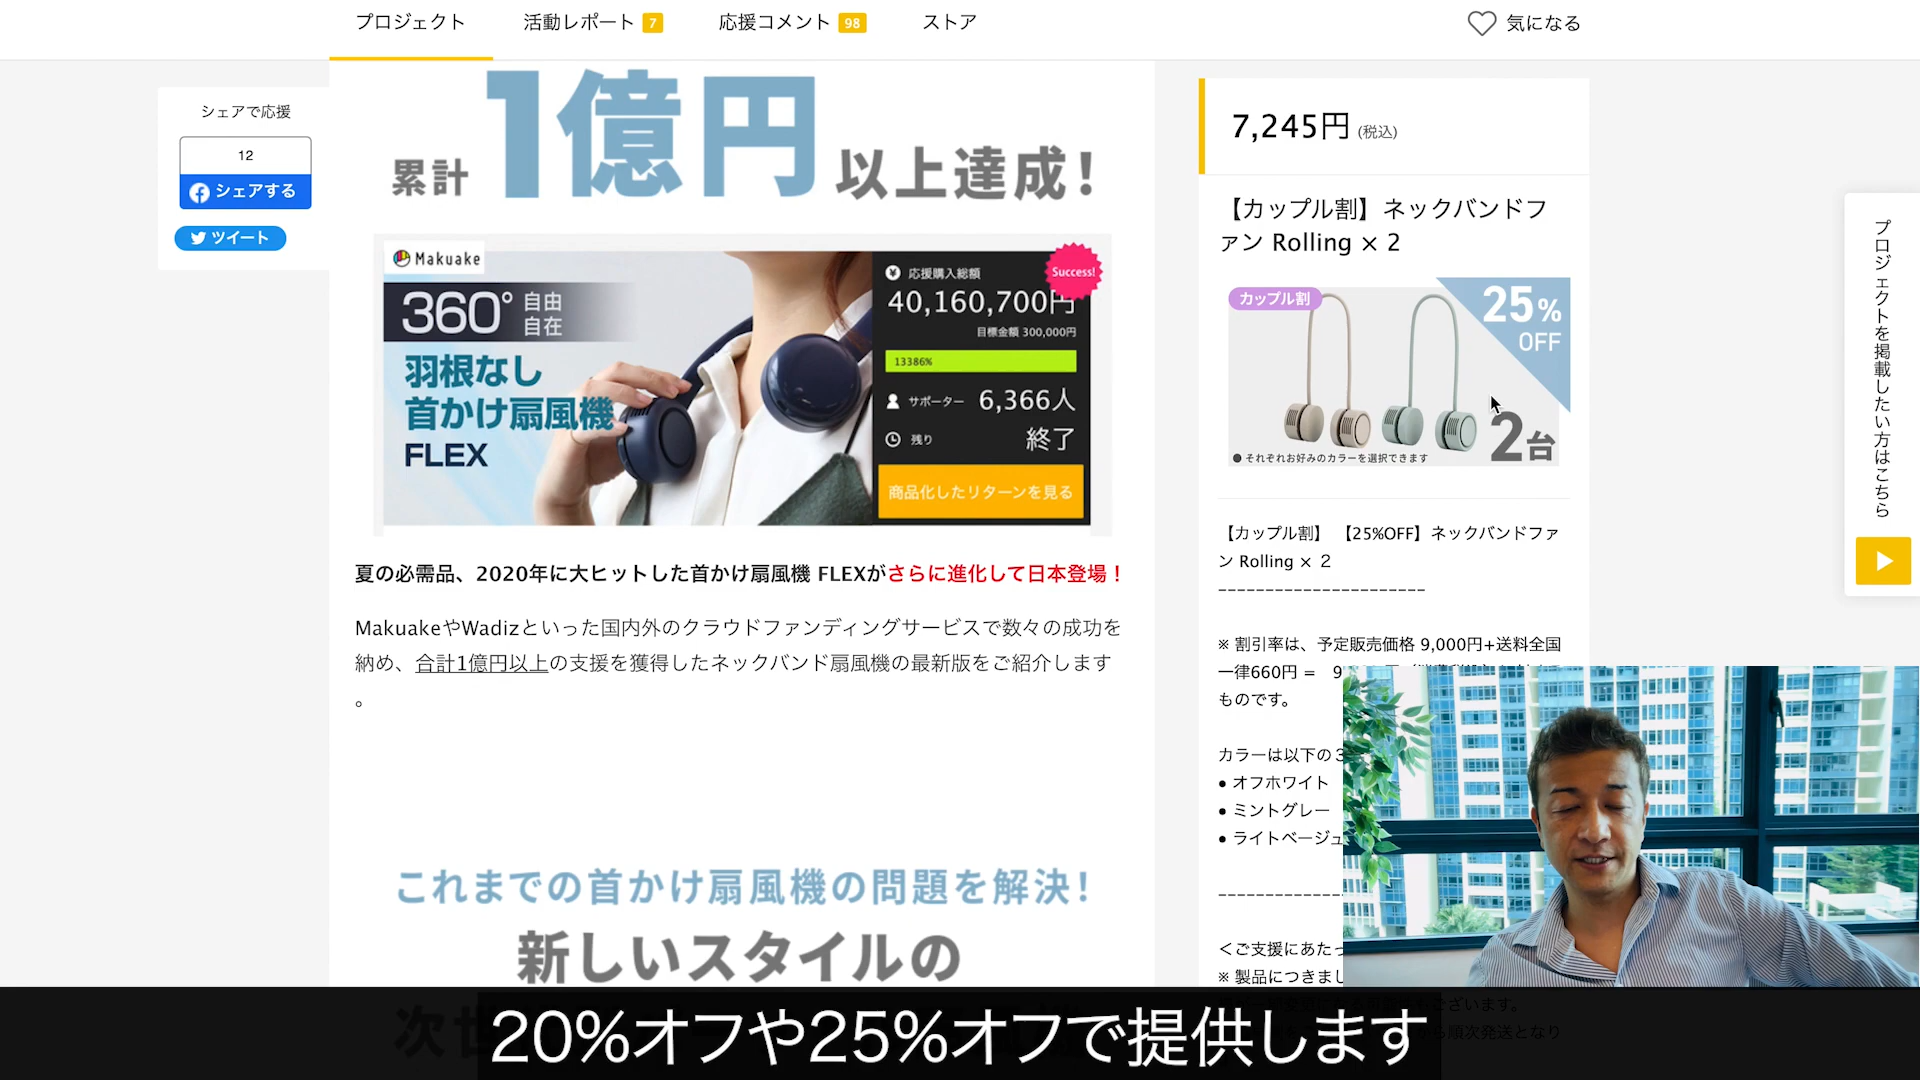 プロジェクト
活動レポート 7
応援コメント 98
ストア
気になる
シェアで応援
12
シェアする
ツイート
累計 1億円 以上達成!
Makuake
360° 自由自在
羽根なし
首かけ扇風機
FLEX
応援購入総額
40,160,700円
目標金額 300,000円
13386%
サポーター 6,366人
残り 終了
商品化したリターンを見る
Success!
夏の必需品、2020年に大ヒットした首かけ扇風機 FLEXがさらに進化して日本登場！
MakuakeやWadizといった国内外のクラウドファンディングサービスで数々の成功を
納め、合計1億円以上の支援を獲得したネックバンド扇風機の最新版をご紹介します
。
これまでの首かけ扇風機の問題を解決!
新しいスタイルの
7,245円 (税込)
【カップル割】ネックバンドフ
ァン Rolling × 2
カップル割
25%
OFF
2台
● それぞれお好みのカラーを選択できます
【カップル割】 【25%OFF】ネックバンドファ
ン Rolling × 2
----------------------
※ 割引率は、予定販売価格 9,000円+送料全国
一律660円 = 9
ものです。
カラーは以下の3
● オフホワイト
● ミントグレー
● ライトベージュ
<ご支援にあたっ
※ 製品につきまし
ございます。
から順次発送となり
プロジェクトを掲載したい方はこちら
20%オフや25%オフで提供します